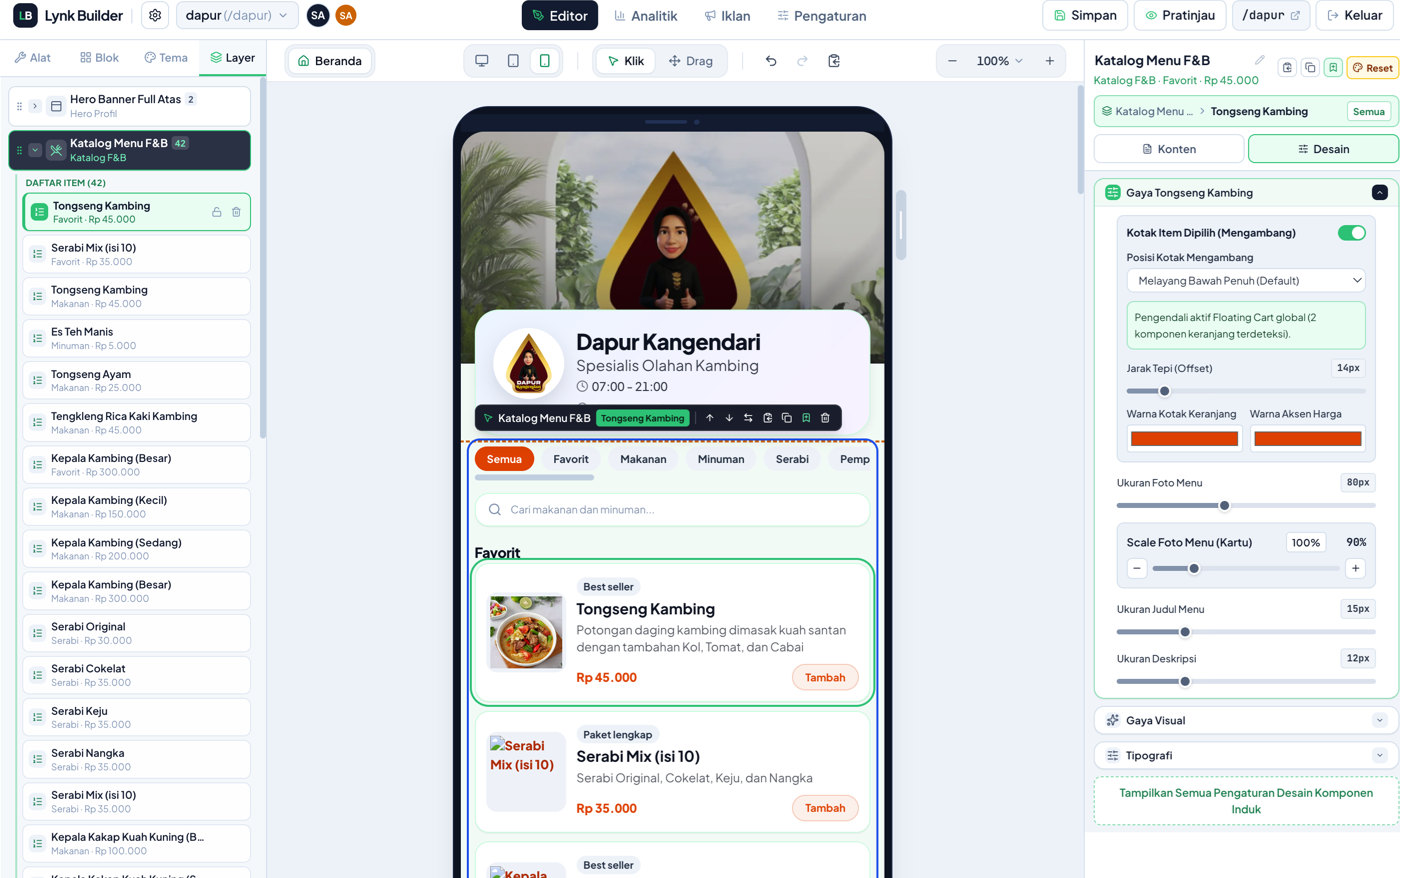 LB Lynk Builder dapur (/dapur) SA SA Editor Analitik Iklan Pengaturan Simpan Pratinjau /dapur Keluar
Alat Blok Tema Layer
Beranda Klik Drag 100%
Hero Banner Full Atas 2
Hero Profil
Katalog Menu F&B 42
Katalog F&B
DAFTAR ITEM (42)
Tongseng Kambing
Favorit · Rp 45.000
Serabi Mix (isi 10)
Favorit · Rp 35.000
Tongseng Kambing
Makanan · Rp 45.000
Es Teh Manis
Minuman · Rp 5.000
Tongseng Ayam
Makanan · Rp 25.000
Tengkleng Rica Kaki Kambing
Makanan · Rp 45.000
Kepala Kambing (Besar)
Favorit · Rp 300.000
Kepala Kambing (Kecil)
Makanan · Rp 150.000
Kepala Kambing (Sedang)
Makanan · Rp 200.000
Kepala Kambing (Besar)
Makanan · Rp 300.000
Serabi Original
Serabi · Rp 30.000
Serabi Cokelat
Serabi · Rp 35.000
Serabi Keju
Serabi · Rp 35.000
Serabi Nangka
Serabi · Rp 35.000
Serabi Mix (isi 10)
Serabi · Rp 35.000
Kepala Kakap Kuah Kuning (B...
Makanan · Rp 100.000
DAPUR
Dapur Kangendari
Spesialis Olahan Kambing
07:00 - 21:00
Katalog Menu F&B Tongseng Kambing
Semua Favorit Makanan Minuman Serabi Pemp
Cari makanan dan minuman...
Favorit
Best seller
Tongseng Kambing
Potongan daging kambing dimasak kuah santan
dengan tambahan Kol, Tomat, dan Cabai
Rp 45.000 Tambah
Paket lengkap
Serabi
Mix (isi 10)
Serabi Mix (isi 10)
Serabi Original, Cokelat, Keju, dan Nangka
Rp 35.000 Tambah
Best seller
Katalog Menu F&B
Reset
Katalog F&B · Favorit · Rp 45.000
Katalog Menu ... Tongseng Kambing Semua
Konten Desain
Gaya Tongseng Kambing
Kotak Item Dipilih (Mengambang)
Posisi Kotak Mengambang
Melayang Bawah Penuh (Default)
Pengendali aktif Floating Cart global (2
komponen keranjang terdeteksi).
Jarak Tepi (Offset) 14px
Warna Kotak Keranjang Warna Aksen Harga
Ukuran Foto Menu 80px
Scale Foto Menu (Kartu) 100% 90%
Ukuran Judul Menu 15px
Ukuran Deskripsi 12px
Gaya Visual
Tipografi
Tampilkan Semua Pengaturan Desain Komponen
Induk